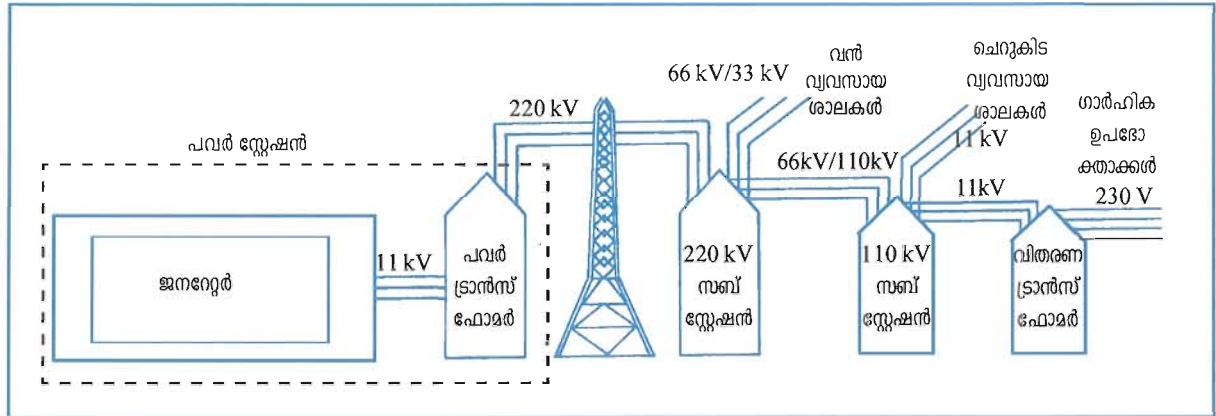 പവർ സ്റ്റേഷൻ
ജനറേറ്റർ
11 kV
പവർ
ട്രാൻസ്
ഫോമർ
220 kV
220 kV
സബ്
സ്റ്റേഷൻ
66 kV/33 kV
വൻ
വ്യവസായ
ശാലകൾ
66kV/110kV
110 kV
സബ്
സ്റ്റേഷൻ
ചെറുകിട
വ്യവസായ
ശാലകൾ
11 kV
11kV
വിതരണ
ട്രാൻസ്
ഫോമർ
ഗാർഹിക
ഉപഭോ
ക്താക്കൾ
230 V